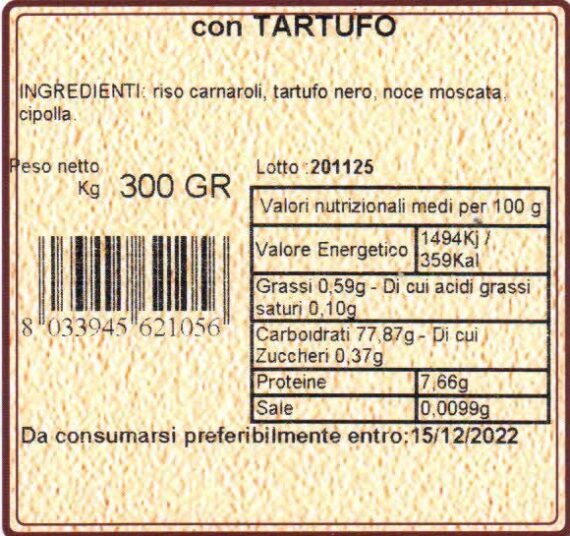 con TARTUFO
INGREDIENTI: riso carnaroli, tartufo nero, noce moscata,
cipolla.
Peso netto
Kg 300 GR
Lotto :201125
Valori nutrizionali medi per 100 g
Valore Energetico 1494Kj /
359Kal
Grassi 0,59g - Di cui acidi grassi
saturi 0,10g
Carboidrati 77,87g - Di cui
Zuccheri 0,37g
Proteine 7,66g
Sale 0,0099g
8 033945 621056
Da consumarsi preferibilmente entro:15/12/2022